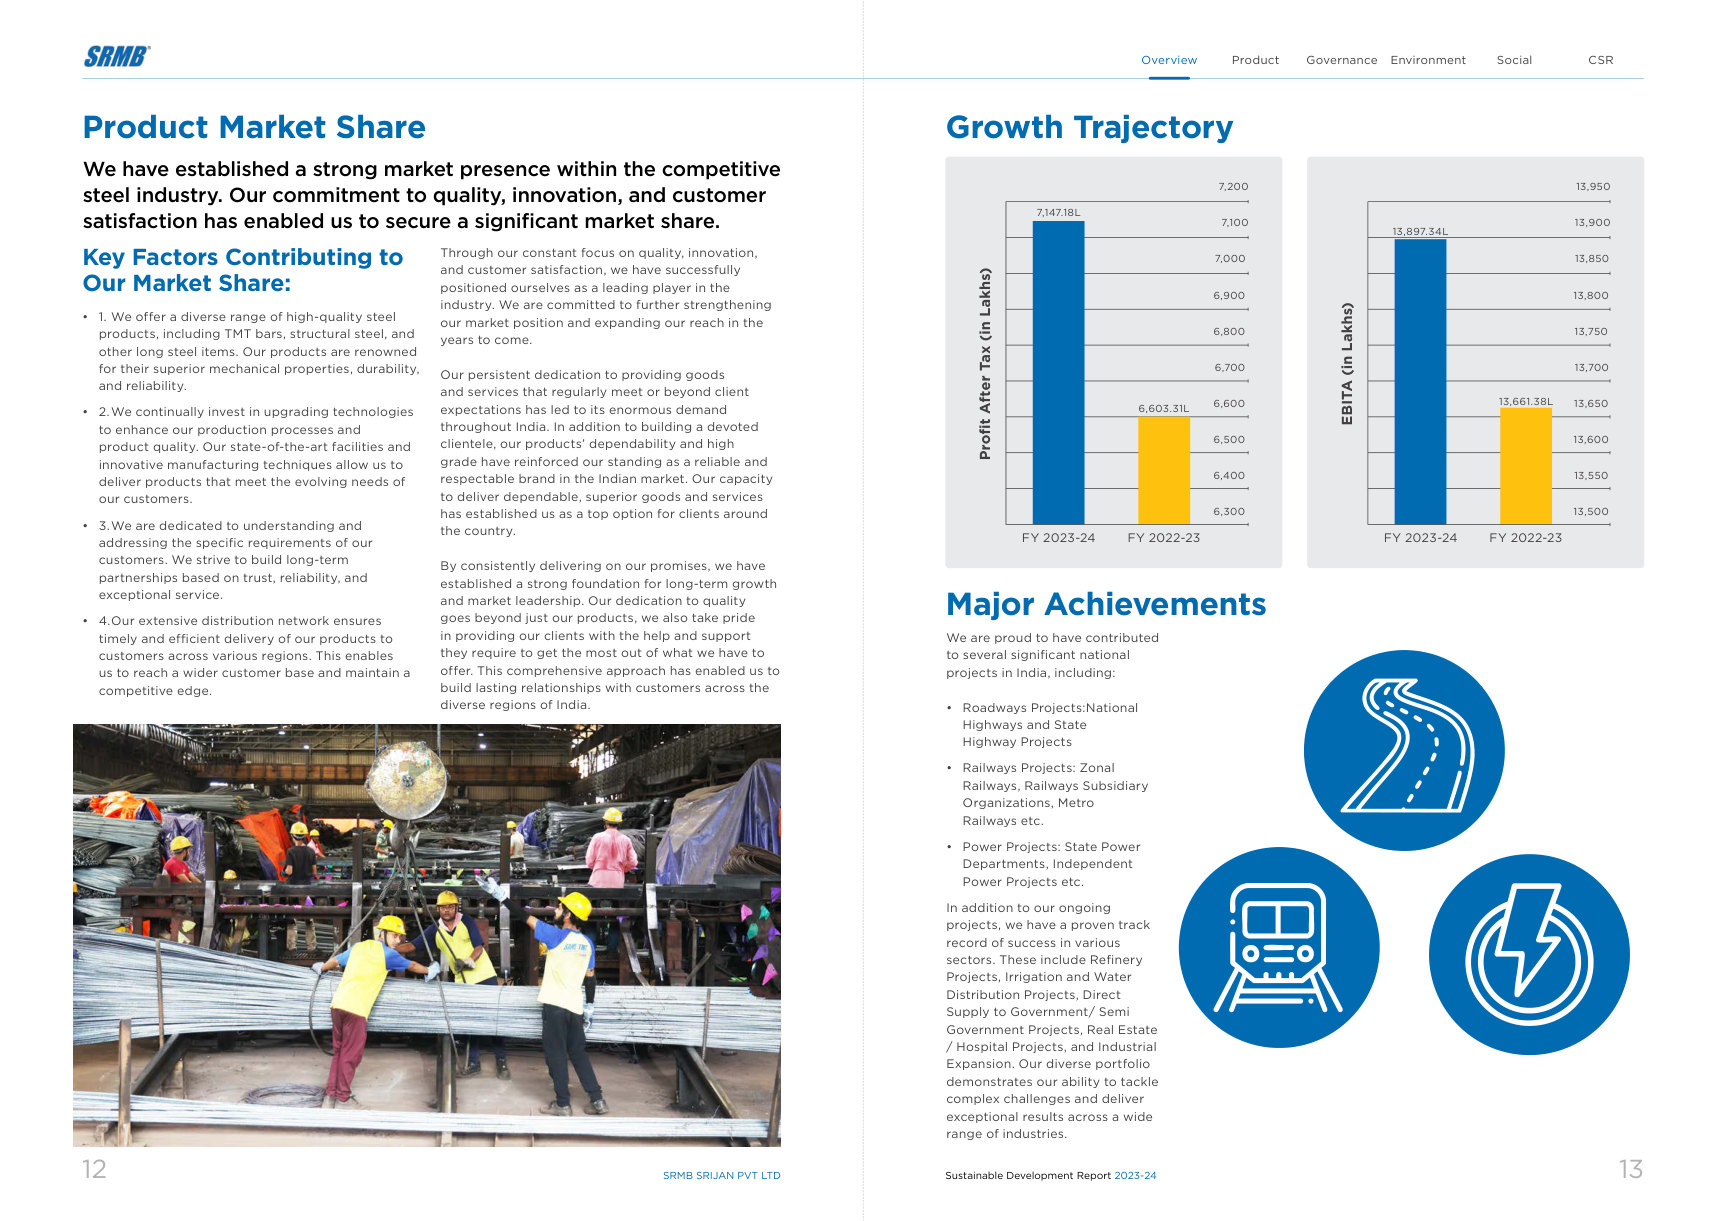 SRMB
Overview Product Governance Environment Social CSR
Product Market Share
We have established a strong market presence within the competitive
steel industry. Our commitment to quality, innovation, and customer
satisfaction has enabled us to secure a significant market share.
Key Factors Contributing to
Our Market Share:
• 1. We offer a diverse range of high-quality steel
products, including TMT bars, structural steel, and
other long steel items. Our products are renowned
for their superior mechanical properties, durability,
and reliability.
• 2.We continually invest in upgrading technologies
to enhance our production processes and
product quality. Our state-of-the-art facilities and
innovative manufacturing techniques allow us to
deliver products that meet the evolving needs of
our customers.
• 3.We are dedicated to understanding and
addressing the specific requirements of our
customers. We strive to build long-term
partnerships based on trust, reliability, and
exceptional service.
• 4.Our extensive distribution network ensures
timely and efficient delivery of our products to
customers across various regions. This enables
us to reach a wider customer base and maintain a
competitive edge.
Through our constant focus on quality, innovation,
and customer satisfaction, we have successfully
positioned ourselves as a leading player in the
industry. We are committed to further strengthening
our market position and expanding our reach in the
years to come.
Our persistent dedication to providing goods
and services that regularly meet or beyond client
expectations has led to its enormous demand
throughout India. In addition to building a devoted
clientele, our products' dependability and high
grade have reinforced our standing as a reliable and
respectable brand in the Indian market. Our capacity
to deliver dependable, superior goods and services
has established us as a top option for clients around
the country.
By consistently delivering on our promises, we have
established a strong foundation for long-term growth
and market leadership. Our dedication to quality
goes beyond just our products, we also take pride
in providing our clients with the help and support
they require to get the most out of what we have to
offer. This comprehensive approach has enabled us to
build lasting relationships with customers across the
diverse regions of India.
SRMB TMT
12
SRMB SRIJAN PVT LTD
Growth Trajectory
Profit After Tax (in Lakhs)
7,200
7,147.18L
7,100
7,000
6,900
6,800
6,700
6,600
6,603.31L
6,500
6,400
6,300
FY 2023-24 FY 2022-23
EBITA (in Lakhs)
13,950
13,900
13,897.34L
13,850
13,800
13,750
13,700
13,661.38L
13,650
13,600
13,550
13,500
FY 2023-24 FY 2022-23
Major Achievements
We are proud to have contributed
to several significant national
projects in India, including:
• Roadways Projects:National
Highways and State
Highway Projects
• Railways Projects: Zonal
Railways, Railways Subsidiary
Organizations, Metro
Railways etc.
• Power Projects: State Power
Departments, Independent
Power Projects etc.
In addition to our ongoing
projects, we have a proven track
record of success in various
sectors. These include Refinery
Projects, Irrigation and Water
Distribution Projects, Direct
Supply to Government/ Semi
Government Projects, Real Estate
/ Hospital Projects, and Industrial
Expansion. Our diverse portfolio
demonstrates our ability to tackle
complex challenges and deliver
exceptional results across a wide
range of industries.
Sustainable Development Report 2023-24
13